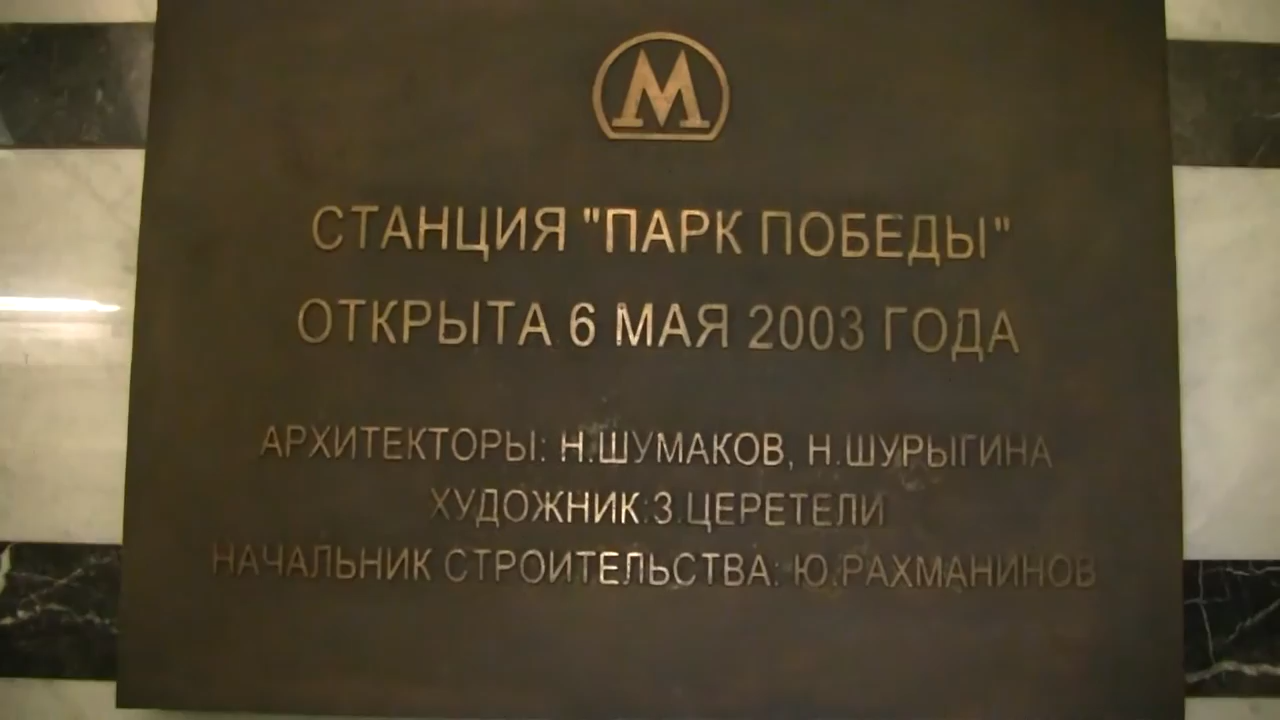 М
СТАНЦИЯ "ПАРК ПОБЕДЫ"
ОТКРЫТА 6 МАЯ 2003 ГОДА
АРХИТЕКТОРЫ: Н.ШУМАКОВ, Н.ШУРЫГИНА
ХУДОЖНИК:З.ЦЕРЕТЕЛИ
НАЧАЛЬНИК СТРОИТЕЛЬСТВА: Ю.РАХМАНИНОВ